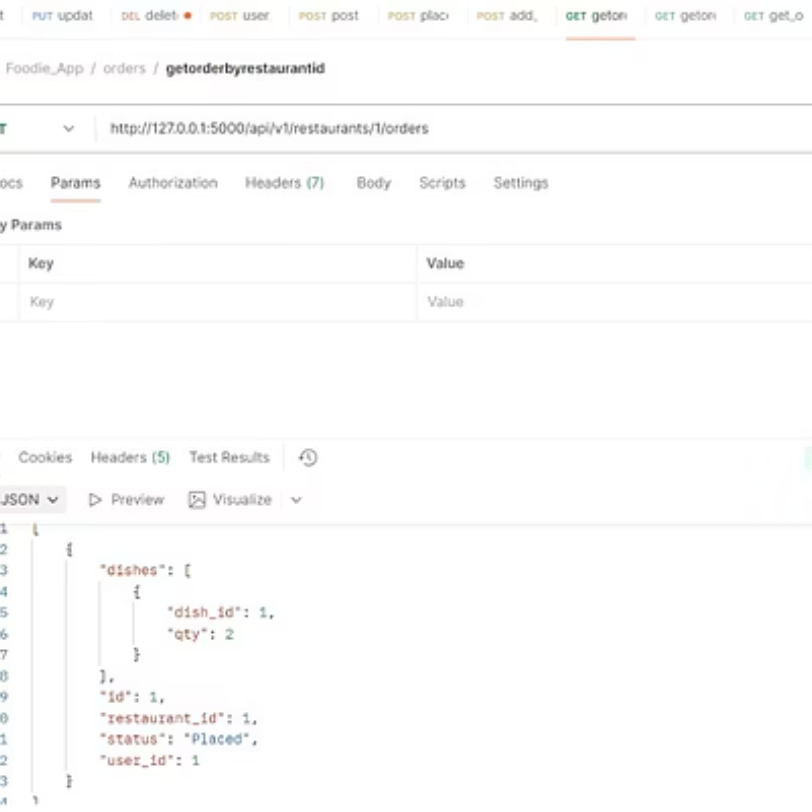 t PUT updat DEL delet POST user POST post POST plac POST add_ GET getor GET getor GET get_o
Foodie_App / orders / getorderbyrestaurantid
T http://127.0.0.1:5000/api/v1/restaurants/1/orders
ocs Params Authorization Headers (7) Body Scripts Settings
y Params
Key Value
Key Value
Cookies Headers (5) Test Results
JSON Preview Visualize
1 [
2 {
3 "dishes": [
4 {
5 "dish_id": 1,
6 "qty": 2
7 }
8 ],
9 "id": 1,
0 "restaurant_id": 1,
1 "status": "Placed",
2 "user_id": 1
3 }
4 ]